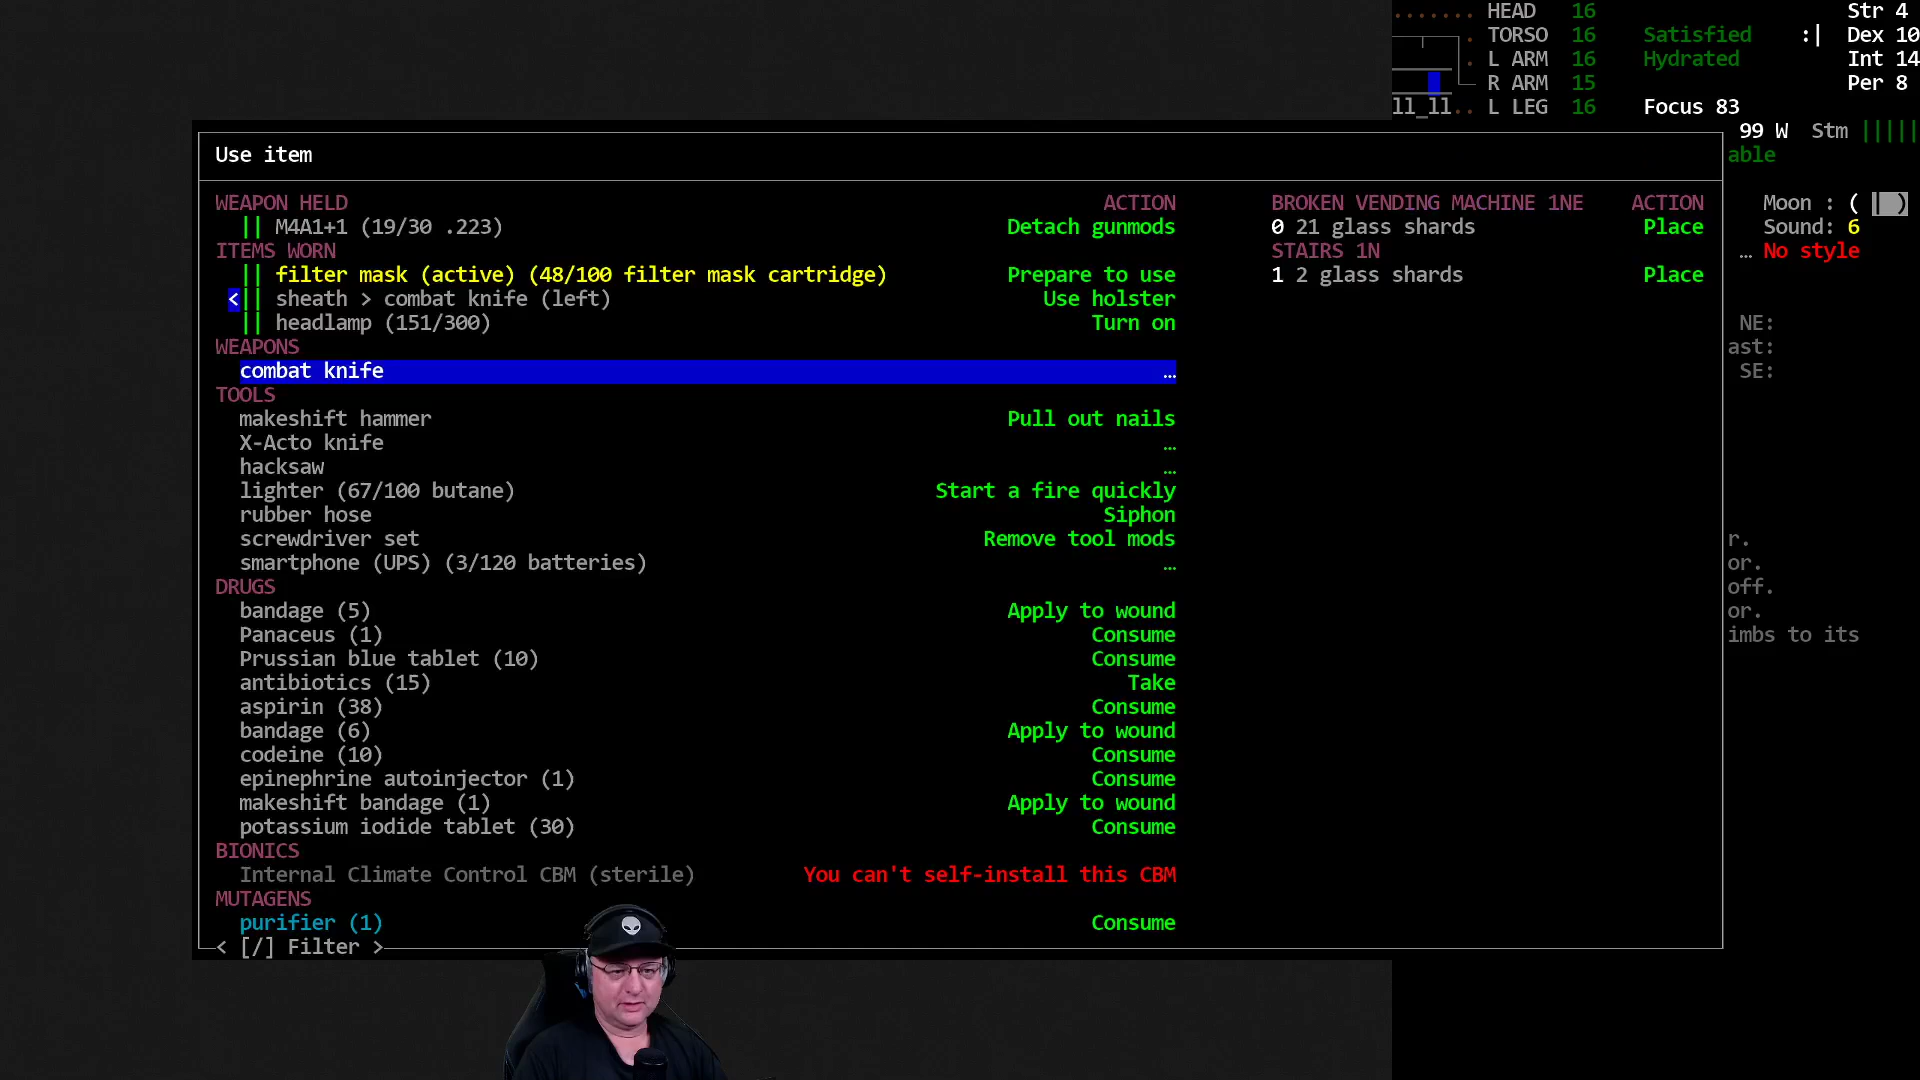 HEAD 16 Str 4
TORSO 16 Satisfied :| Dex 10
L ARM 16 Hydrated Int 14
R ARM 15 Per 8
ll_ll.. L LEG 16 Focus 83
99 W Stm |||||
able
Use item
WEAPON HELD ACTION BROKEN VENDING MACHINE 1NE ACTION Moon : ( | )
|| M4A1+1 (19/30 .223) Detach gunmods 0 21 glass shards Place Sound: 6
ITEMS WORN STAIRS 1N … No style
|| filter mask (active) (48/100 filter mask cartridge) Prepare to use 1 2 glass shards Place
<|| sheath > combat knife (left) Use holster
|| headlamp (151/300) Turn on NE:
WEAPONS ast:
combat knife … SE:
TOOLS
makeshift hammer Pull out nails
X-Acto knife …
hacksaw …
lighter (67/100 butane) Start a fire quickly
rubber hose Siphon
screwdriver set Remove tool mods r.
smartphone (UPS) (3/120 batteries) … or.
DRUGS off.
bandage (5) Apply to wound or.
Panaceus (1) Consume imbs to its
Prussian blue tablet (10) Consume
antibiotics (15) Take
aspirin (38) Consume
bandage (6) Apply to wound
codeine (10) Consume
epinephrine autoinjector (1) Consume
makeshift bandage (1) Apply to wound
potassium iodide tablet (30) Consume
BIONICS
Internal Climate Control CBM (sterile) You can't self-install this CBM
MUTAGENS
purifier (1) Consume
< [/] Filter >